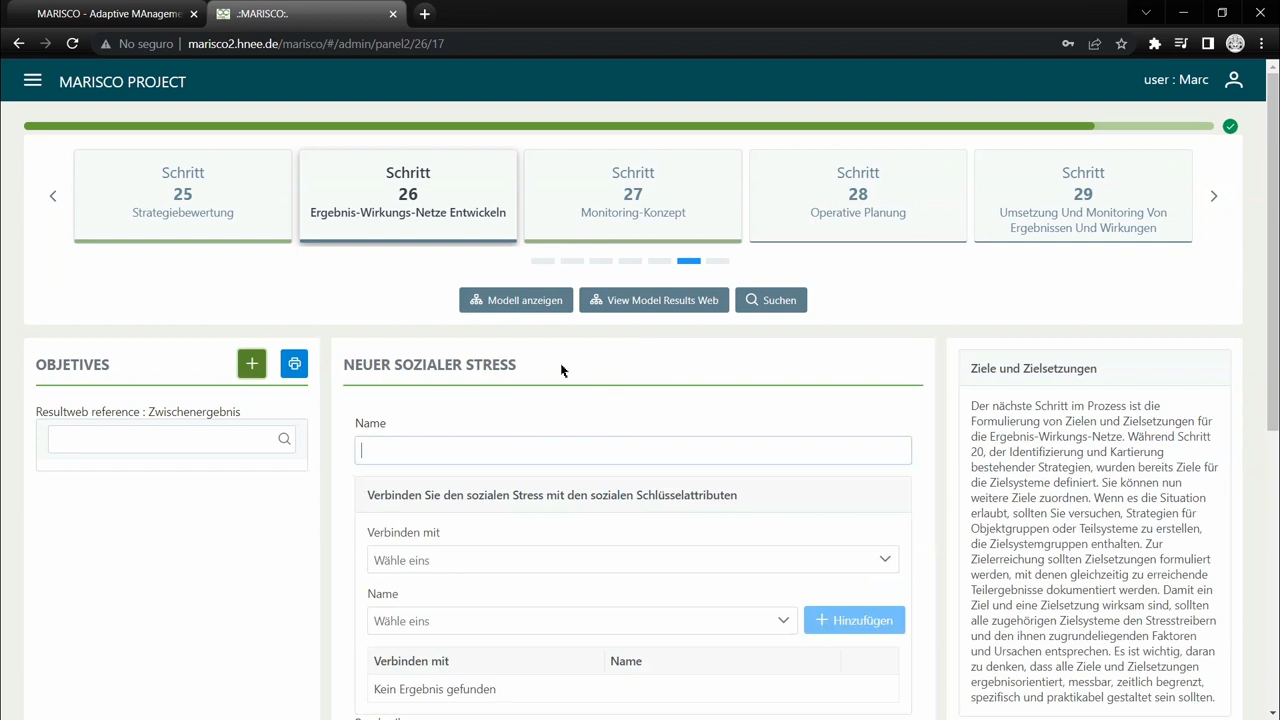 MARISCO - Adaptive MAnageme
.:MARISCO:.
No seguro
marisco2.hnee.de/marisco/#/admin/panel2/26/17
MARISCO PROJECT
user : Marc
Schritt
25
Strategiebewertung
Schritt
26
Ergebnis-Wirkungs-Netze Entwickeln
Schritt
27
Monitoring-Konzept
Schritt
28
Operative Planung
Schritt
29
Umsetzung Und Monitoring Von
Ergebnissen Und Wirkungen
Modell anzeigen
View Model Results Web
Suchen
OBJETIVES
Resultweb reference : Zwischenergebnis
NEUER SOZIALER STRESS
Name
Verbinden Sie den sozialen Stress mit den sozialen Schlüsselattributen
Verbinden mit
Wähle eins
Name
Wähle eins
Hinzufügen
Verbinden mit
Name
Kein Ergebnis gefunden
Ziele und Zielsetzungen
Der nächste Schritt im Prozess ist die
Formulierung von Zielen und Zielsetzungen für
die Ergebnis-Wirkungs-Netze. Während Schritt
20, der Identifizierung und Kartierung
bestehender Strategien, wurden bereits Ziele für
die Zielsysteme definiert. Sie können nun
weitere Ziele zuordnen. Wenn es die Situation
erlaubt, sollten Sie versuchen, Strategien für
Objektgruppen oder Teilsysteme zu erstellen,
die Zielsystemgruppen enthalten. Zur
Zielerreichung sollten Zielsetzungen formuliert
werden, mit denen gleichzeitig zu erreichende
Teilergebnisse dokumentiert werden. Damit ein
Ziel und eine Zielsetzung wirksam sind, sollten
alle zugehörigen Zielsysteme den Stresstreibern
und den ihnen zugrundeliegenden Faktoren
und Ursachen entsprechen. Es ist wichtig, daran
zu denken, dass alle Ziele und Zielsetzungen
ergebnisorientiert, messbar, zeitlich begrenzt,
spezifisch und praktikabel gestaltet sein sollten.